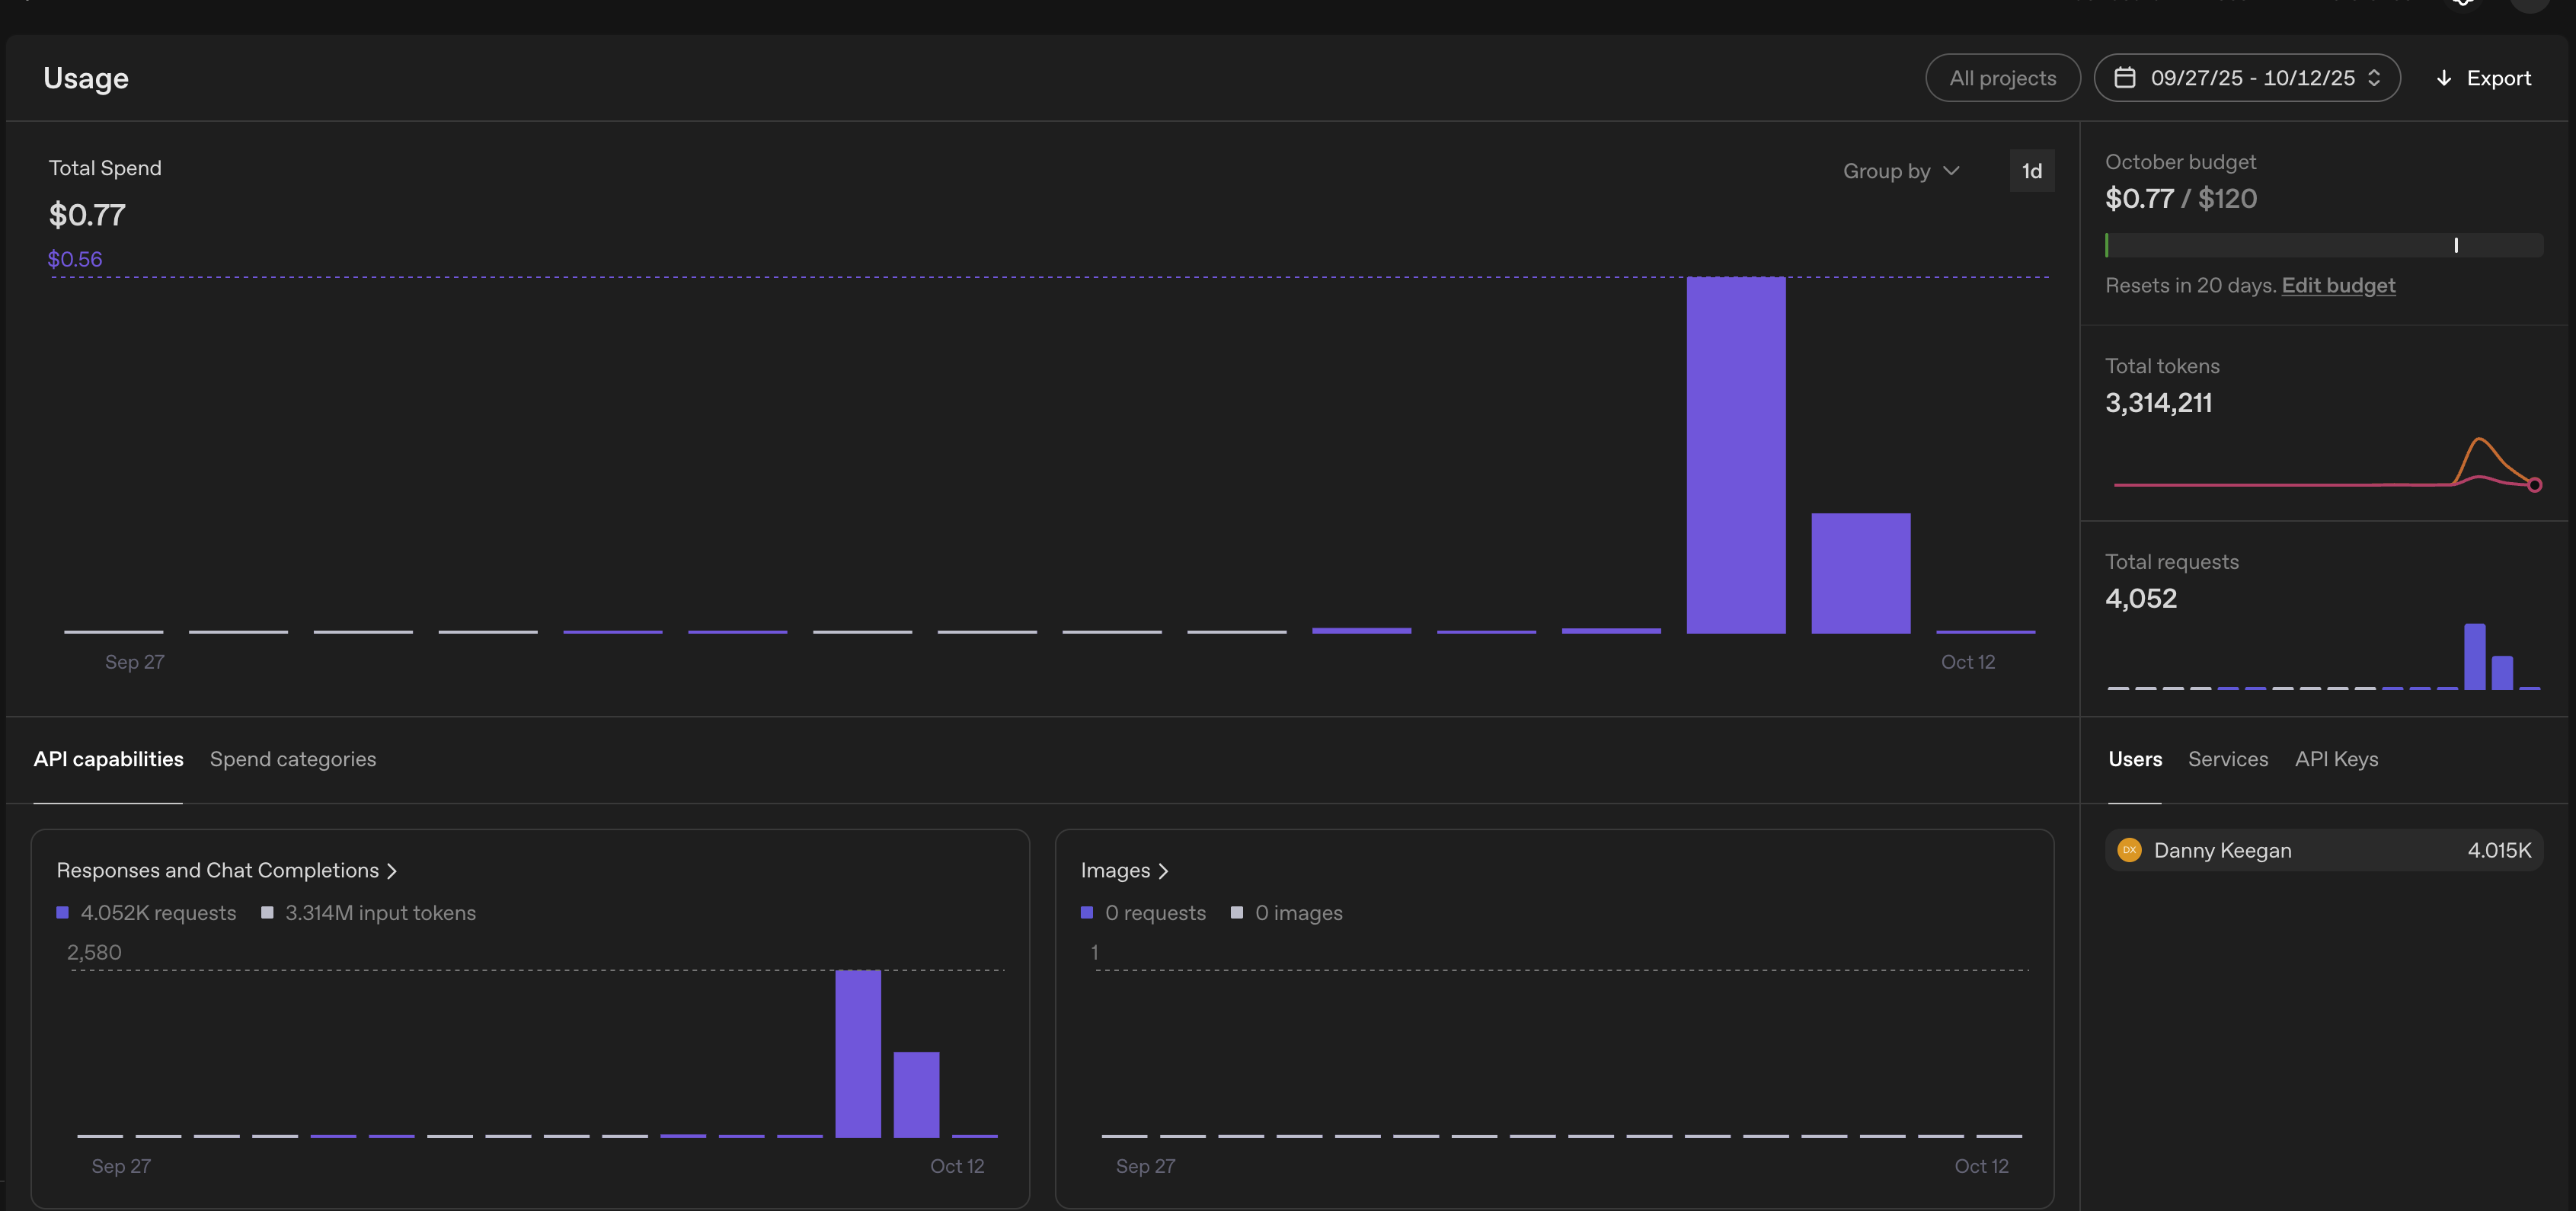 Usage
All projects
09/27/25 - 10/12/25
Export
Total Spend
$0.77
$0.56
Group by
1d
Sep 27
Oct 12
October budget
$0.77 / $120
Resets in 20 days. Edit budget
Total tokens
3,314,211
Total requests
4,052
API capabilities
Spend categories
Users
Services
API Keys
Responses and Chat Completions
4.052K requests
3.314M input tokens
2,580
Sep 27
Oct 12
Images
0 requests
0 images
1
Sep 27
Oct 12
DX
Danny Keegan
4.015K